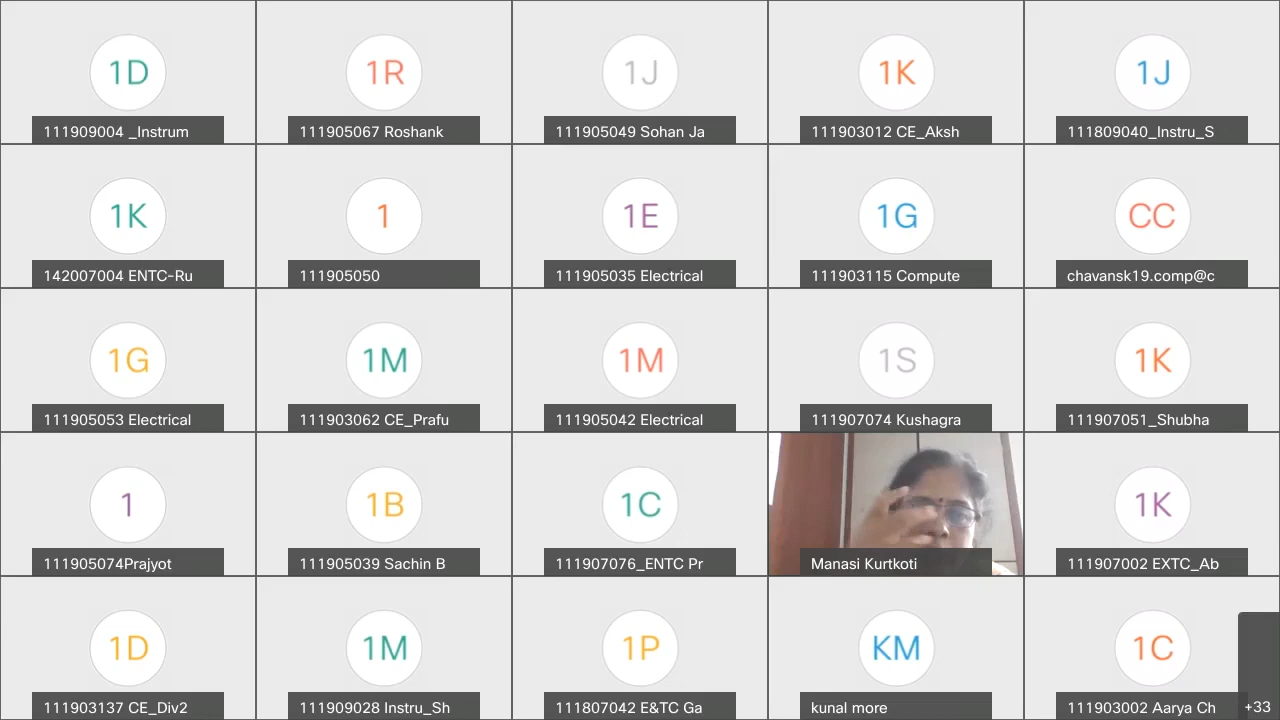 1D
111909004 _Instrum
1R
111905067 Roshank
1J
111905049 Sohan Ja
1K
111903012 CE_Aksh
1J
111809040_Instru_S
1K
142007004 ENTC-Ru
1
111905050
1E
111905035 Electrical
1G
111903115 Compute
CC
chavansk19.comp@c
1G
111905053 Electrical
1M
111903062 CE_Prafu
1M
111905042 Electrical
1S
111907074 Kushagra
1K
111907051_Shubha
1
111905074Prajyot
1B
111905039 Sachin B
1C
111907076_ENTC Pr
Manasi Kurtkoti
1K
111907002 EXTC_Ab
1D
111903137 CE_Div2
1M
111909028 Instru_Sh
1P
111807042 E&TC Ga
KM
kunal more
1C
111903002 Aarya Ch
+33